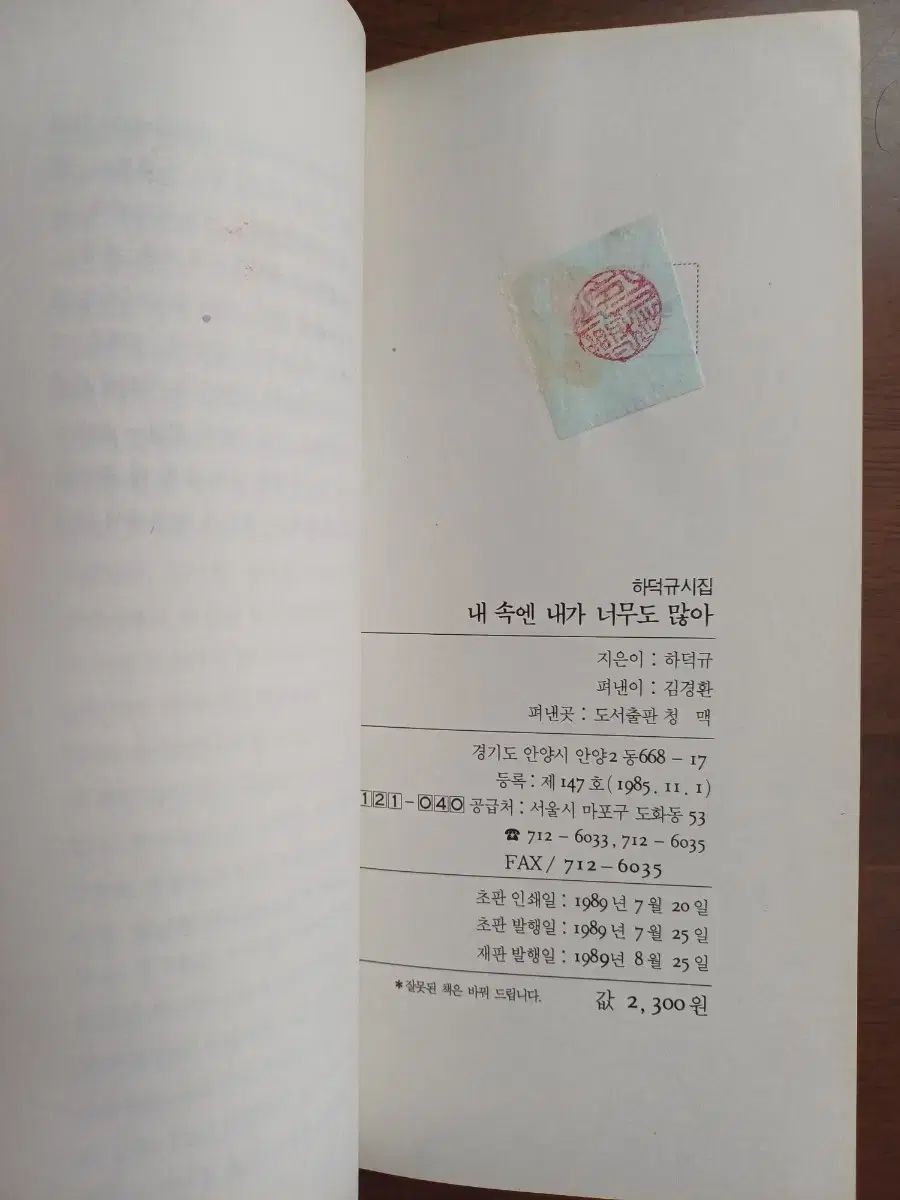 하덕규시집
내 속엔 내가 너무도 많아
지은이 : 하덕규
펴낸이 : 김경환
펴낸곳 : 도서출판 청 맥
경기도 안양시 안양2 동668 - 17
등록 : 제 147 호 (1985. 11. 1)
121-040 공급처 : 서울시 마포구 도화동 53
☎ 712 - 6033, 712 - 6035
FAX / 712 - 6035
초판 인쇄일 : 1989 년 7 월 20 일
초판 발행일 : 1989 년 7 월 25 일
재판 발행일 : 1989년 8 월 25 일
*잘못된 책은 바꿔 드립니다. 값 2, 300 원